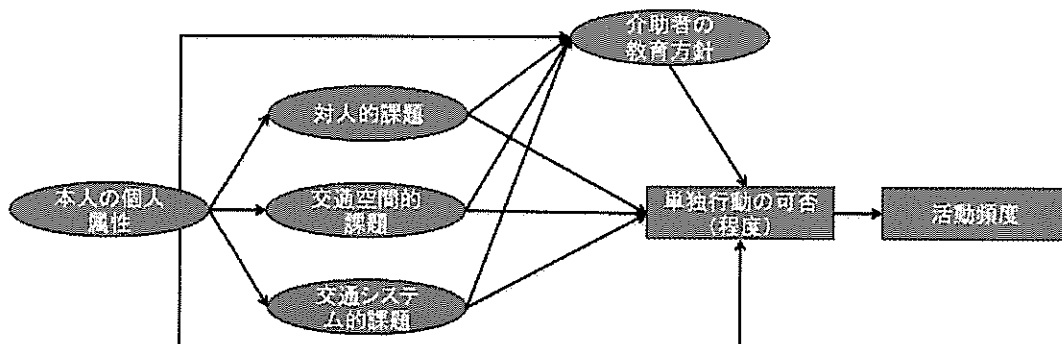 介助者の
教育方針
対人的課題
本人の個人
属性
交通空間的
課題
単独行動の可否
(程度)
活動頻度
交通システ
ム的課題